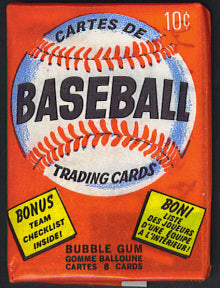 10¢
CARTES DE
BASEBALL
TRADING CARDS
BONUS
TEAM
CHECKLIST
INSIDE!
BONI
LISTE
DES JOUEURS
D'UNE ÉQUIPE
À L'INTÉRIEUR!
BUBBLE GUM
GOMME BALLOUNE
CARTES 8 CARDS